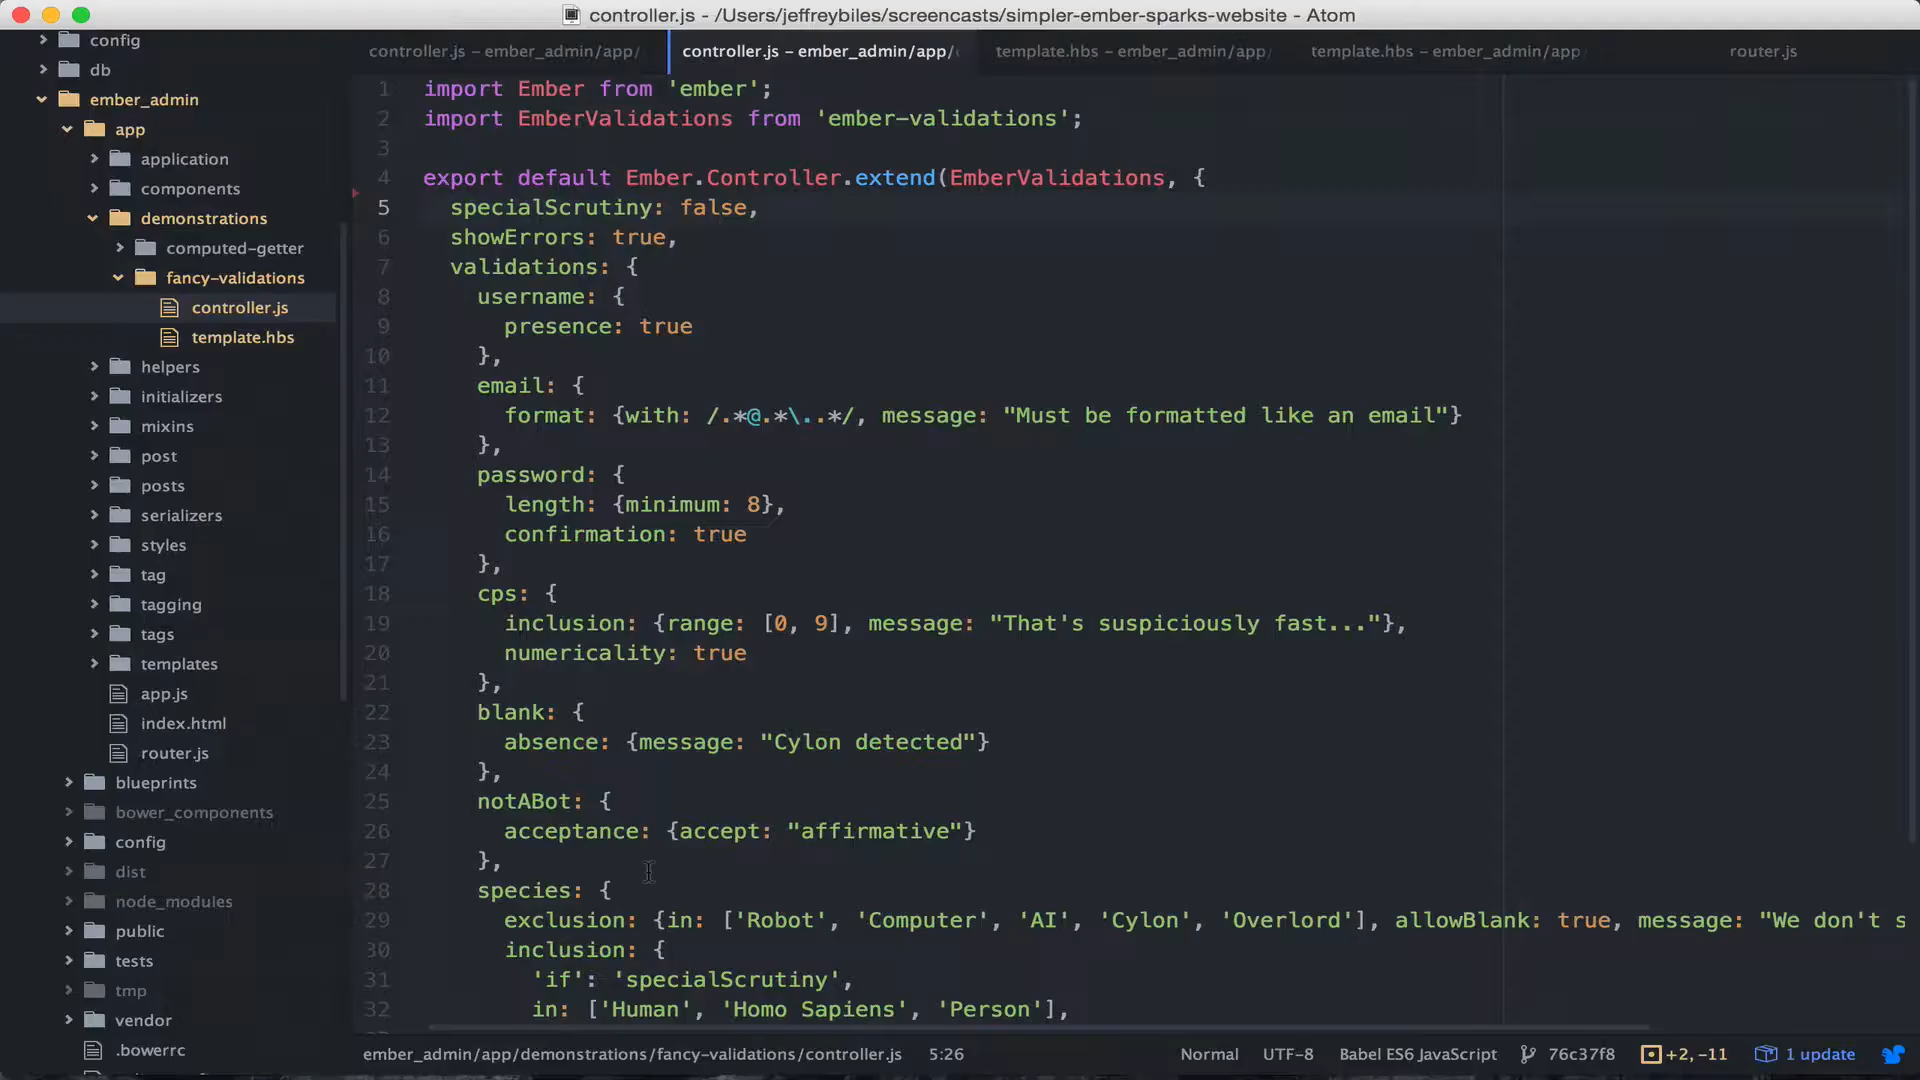 controller.js - /Users/jeffreybiles/screencasts/simpler-ember-sparks-website - Atom
config
db
ember_admin
app
application
components
demonstrations
computed-getter
fancy-validations
controller.js
template.hbs
helpers
initializers
mixins
post
posts
serializers
styles
tag
tagging
tags
templates
app.js
index.html
router.js
blueprints
bower_components
config
dist
node_modules
public
tests
tmp
vendor
.bowerrc
controller.js – ember_admin/app/
controller.js – ember_admin/app/
template.hbs – ember_admin/app/
template.hbs – ember_admin/app
router.js
1 import Ember from 'ember';
2 import EmberValidations from 'ember-validations';
3
4 export default Ember.Controller.extend(EmberValidations, {
5 specialScrutiny: false,
6 showErrors: true,
7 validations: {
8 username: {
9 presence: true
10 },
11 email: {
12 format: {with: /.*@.*\..*/, message: "Must be formatted like an email"}
13 },
14 password: {
15 length: {minimum: 8},
16 confirmation: true
17 },
18 cps: {
19 inclusion: {range: [0, 9], message: "That's suspiciously fast..."},
20 numericality: true
21 },
22 blank: {
23 absence: {message: "Cylon detected"}
24 },
25 notABot: {
26 acceptance: {accept: "affirmative"}
27 },
28 species: {
29 exclusion: {in: ['Robot', 'Computer', 'AI', 'Cylon', 'Overlord'], allowBlank: true, message: "We don't s
30 inclusion: {
31 'if': 'specialScrutiny',
32 in: ['Human', 'Homo Sapiens', 'Person'],
ember_admin/app/demonstrations/fancy-validations/controller.js 5:26
Normal UTF-8 Babel ES6 JavaScript 76c37f8 +2, -11 1 update